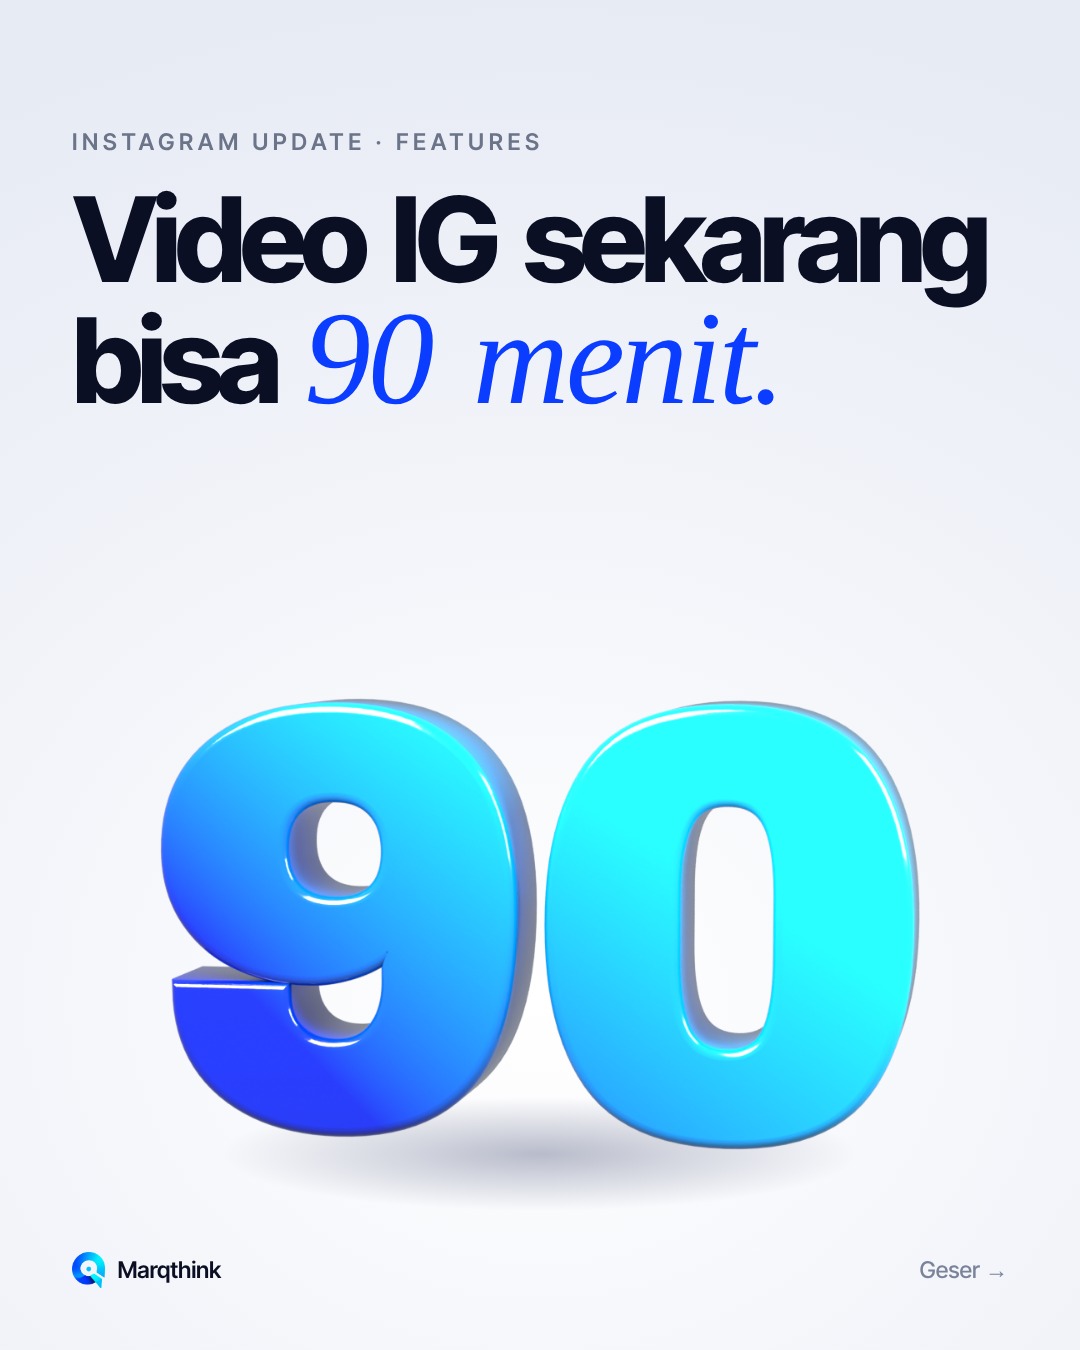 INSTAGRAM UPDATE · FEATURES
Video IG sekarang
bisa 90 menit.
90
Marqthink
Geser →